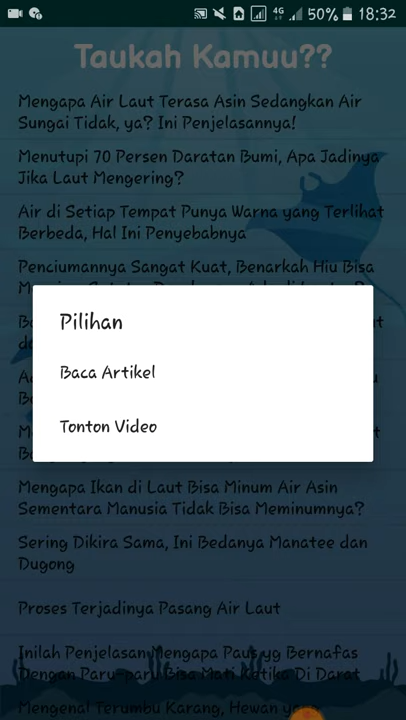 4G 50% 18:32
Taukah Kamuu??
Mengapa Air Laut Terasa Asin Sedangkan Air
Sungai Tidak, ya? Ini Penjelasannya!
Menutupi 70 Persen Daratan Bumi, Apa Jadinya
Jika Laut Mengering?
Air di Setiap Tempat Punya Warna yang Terlihat
Berbeda, Hal Ini Penyebabnya
Penciumannya Sangat Kuat, Benarkah Hiu Bisa
Pilihan
Baca Artikel
Tonton Video
Mengapa Ikan di Laut Bisa Minum Air Asin
Sementara Manusia Tidak Bisa Meminumnya?
Sering Dikira Sama, Ini Bedanya Manatee dan
Dugong
Proses Terjadinya Pasang Air Laut
Inilah Penjelasan Mengapa Paus yg Bernafas
Dengan Paru-paru Bisa Mati Ketika Di Darat
Mengenal Terumbu Karang, Hewan yang